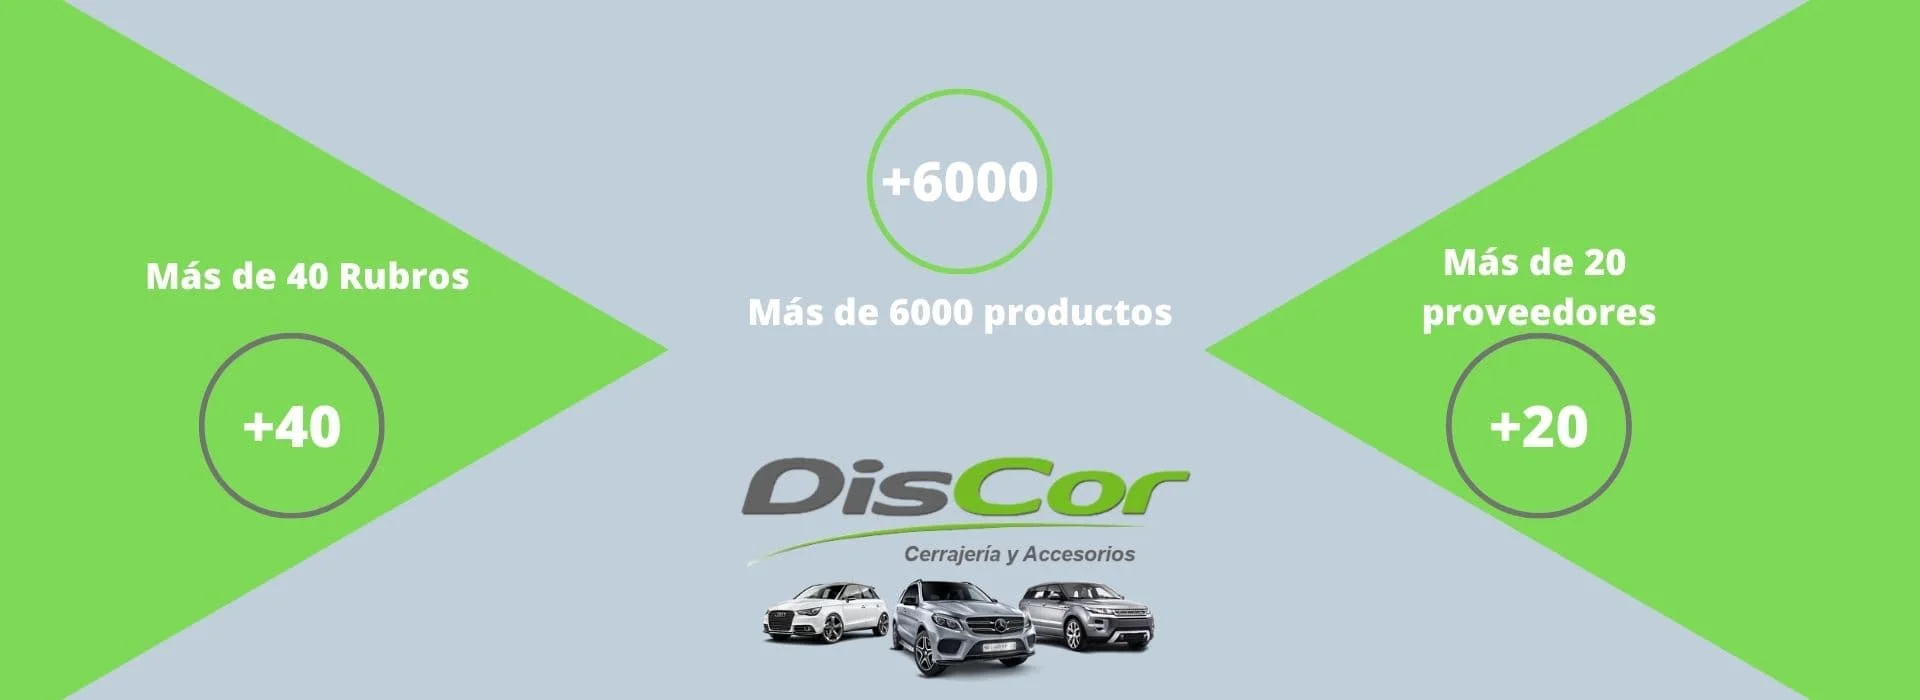 Más de 40 Rubros
+40
+6000
Más de 6000 productos
Más de 20
proveedores
+20
DisCor
Cerrajería y Accesorios